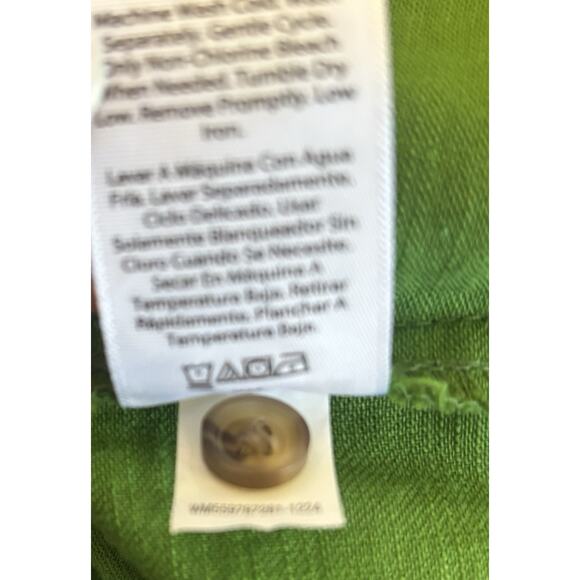 Machine Wash Cold,
Separately, Gentle Cycle,
Only Non-Chlorine Bleach
When Needed, Tumble Dry
Low, Remove Promptly, Low
Iron.
Lavar A Máquina Con Agua
Fría, Lavar Separadamente,
Ciclo Delicado, Usar
Solamente Blanqueador Sin
Cloro Cuando Se Necesite,
Secar En Máquina A
Temperatura Baja, Retirar
Rápidamente, Planchar A
Temperatura Baja.